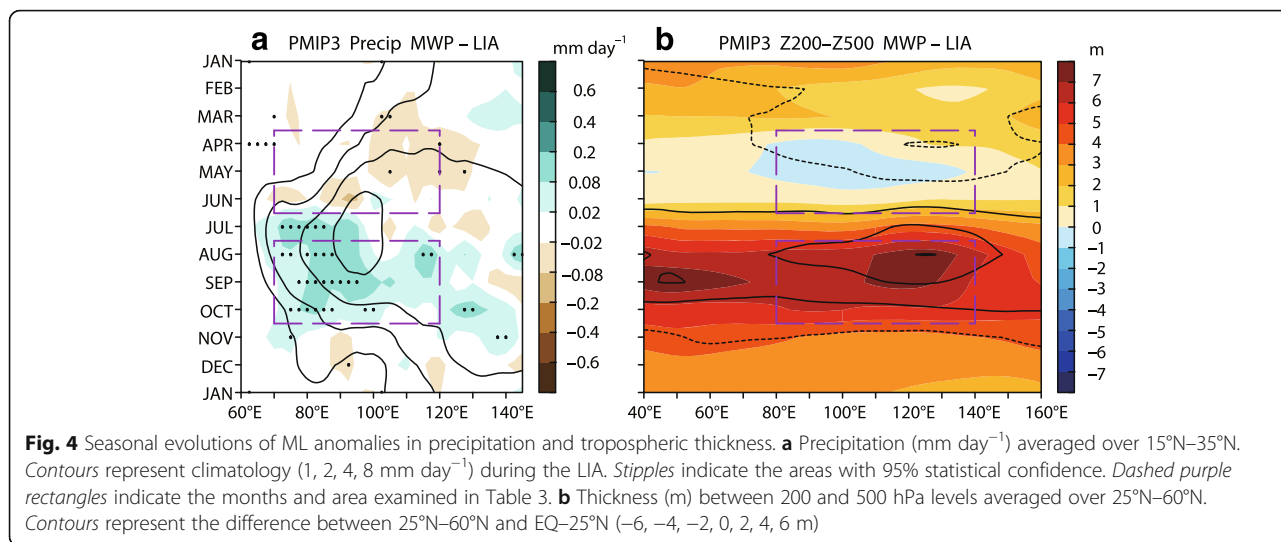 a PMIP3 Precip MWP – LIA mm day⁻¹
JAN
FEB
MAR
APR
MAY
JUN
JUL
AUG
SEP
OCT
NOV
DEC
JAN
60°E 80°E 100°E 120°E 140°E
0.6
0.4
0.2
0.08
0.02
−0.02
−0.08
−0.2
−0.4
−0.6
b PMIP3 Z200–Z500 MWP – LIA m
40°E 60°E 80°E 100°E 120°E 140°E 160°E
7
6
5
4
3
2
1
0
−1
−2
−3
−4
−5
−6
−7
Fig. 4 Seasonal evolutions of ML anomalies in precipitation and tropospheric thickness. a Precipitation (mm day⁻¹) averaged over 15°N–35°N.
Contours represent climatology (1, 2, 4, 8 mm day⁻¹) during the LIA. Stipples indicate the areas with 95% statistical confidence. Dashed purple
rectangles indicate the months and area examined in Table 3. b Thickness (m) between 200 and 500 hPa levels averaged over 25°N–60°N.
Contours represent the difference between 25°N–60°N and EQ–25°N (−6, −4, −2, 0, 2, 4, 6 m)